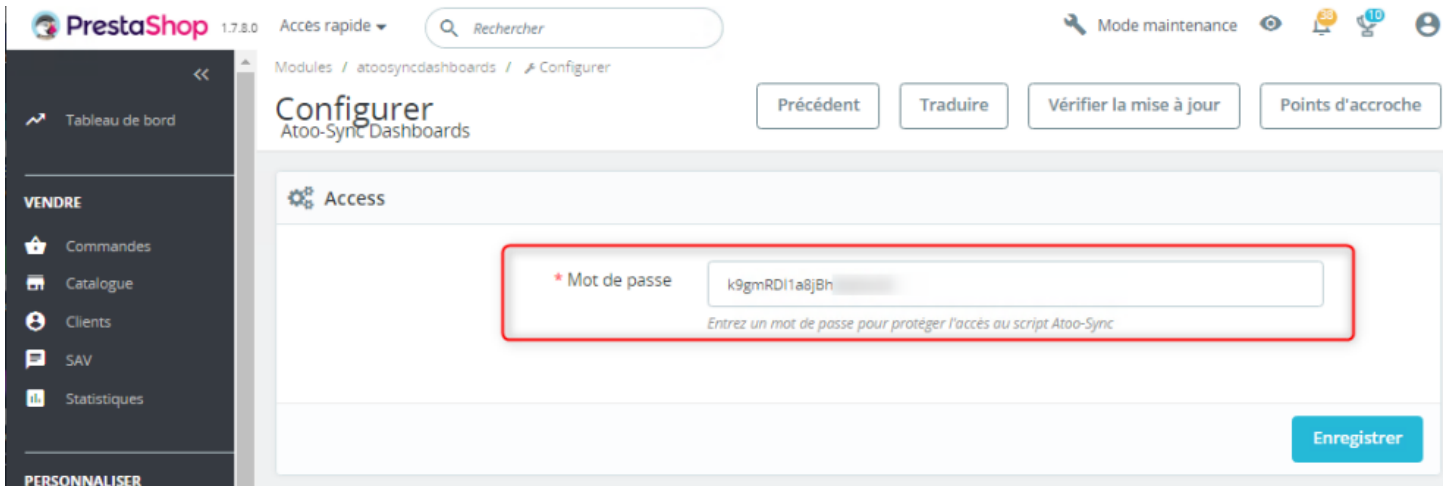 PrestaShop 1.7.8.0 Accès rapide Rechercher Mode maintenance 38 10
Modules / atoosyncdashboards / Configurer
Configurer
Atoo-Sync Dashboards
Précédent Traduire Vérifier la mise à jour Points d'accroche
Tableau de bord
VENDRE
Commandes
Catalogue
Clients
SAV
Statistiques
PERSONNALISER
Access
* Mot de passe
Entrez un mot de passe pour protéger l'accès au script Atoo-Sync
Enregistrer